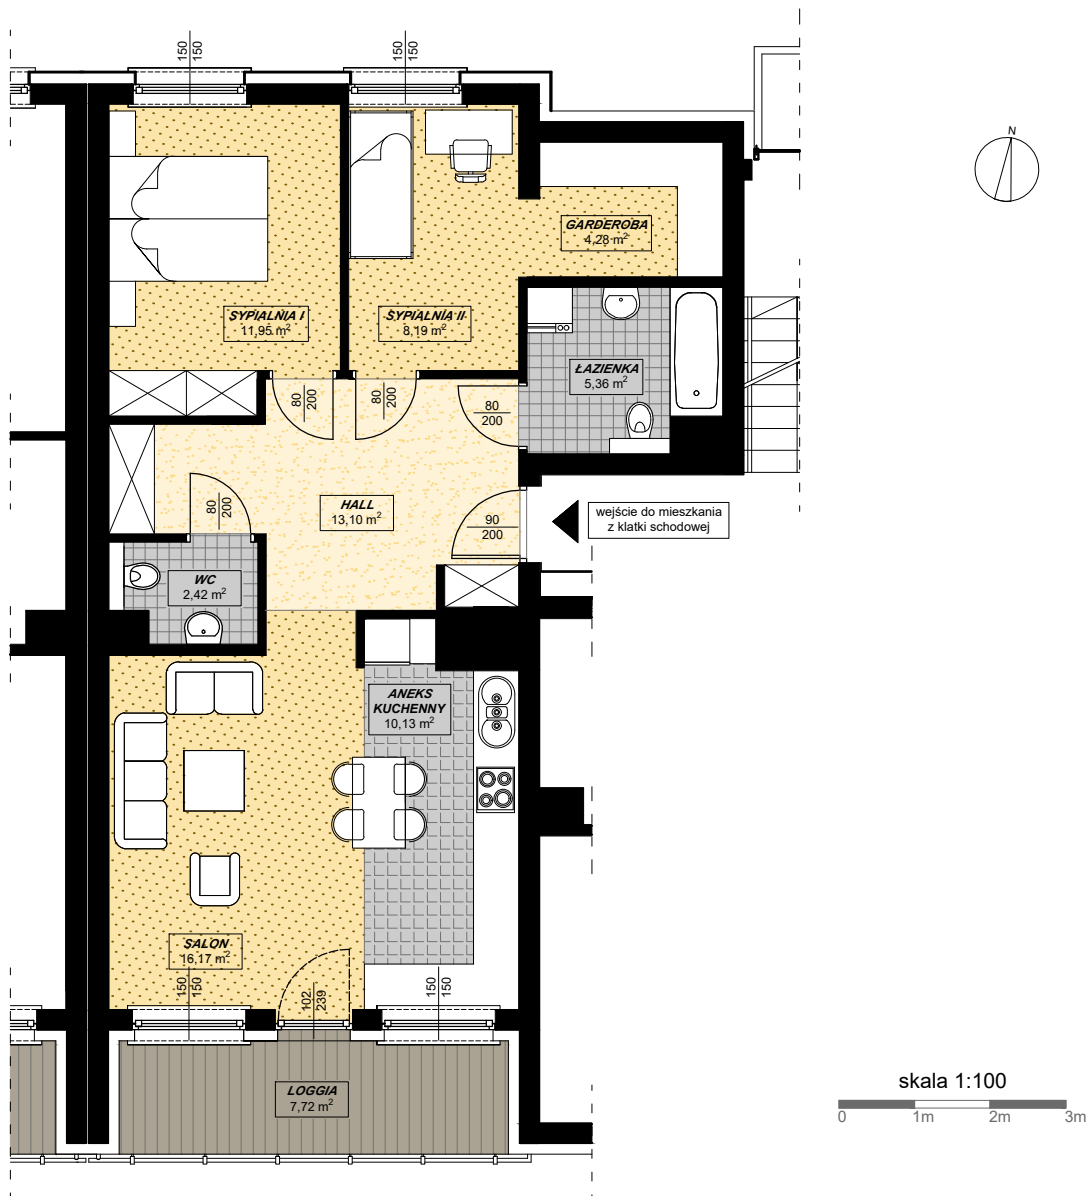 150
150
150
150
N
GARDEROBA
4,28 m²
SYPIALNIA I
11,95 m²
SYPIALNIA II
8,19 m²
ŁAZIENKA
5,36 m²
80
200
80
200
80
200
80
200
HALL
13,10 m²
90
200
wejście do mieszkania
z klatki schodowej
WC
2,42 m²
ANEKS
KUCHENNY
10,13 m²
SALON
16,17 m²
150
150
102
239
150
150
LOGGIA
7,72 m²
skala 1:100
0 1m 2m 3m